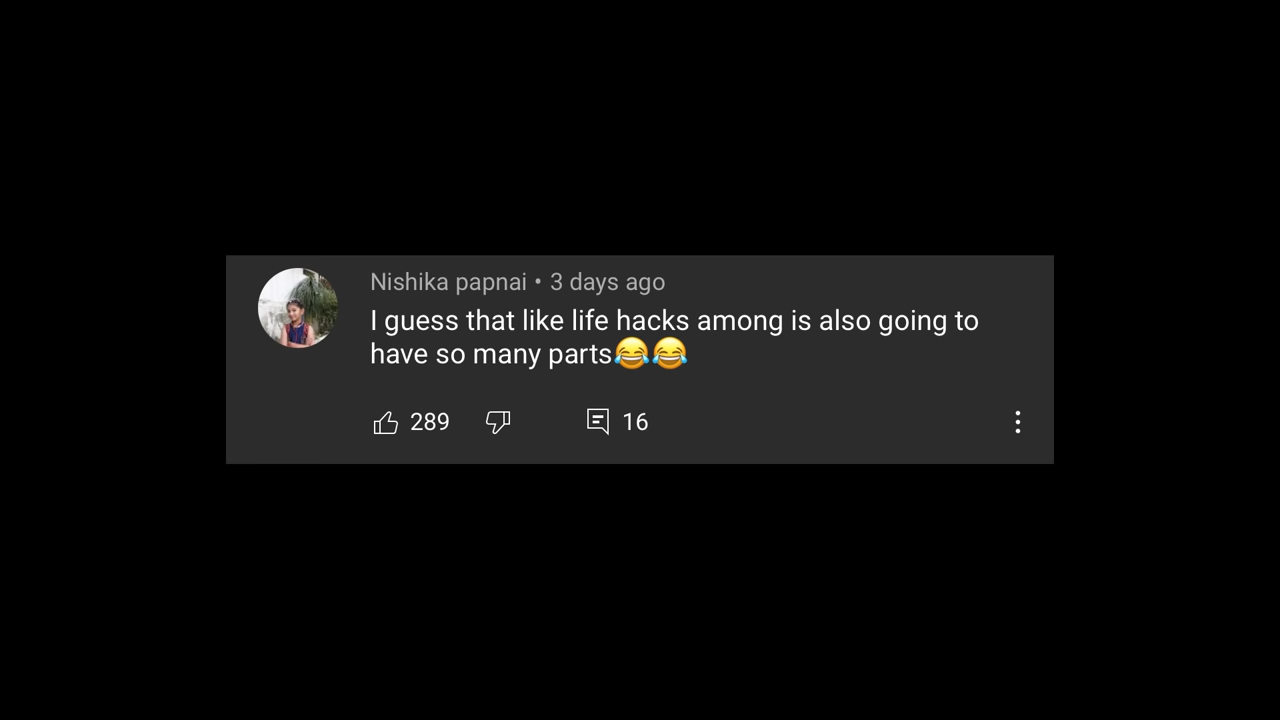 Nishika papnai • 3 days ago
I guess that like life hacks among is also going to
have so many parts😂😂
289 16